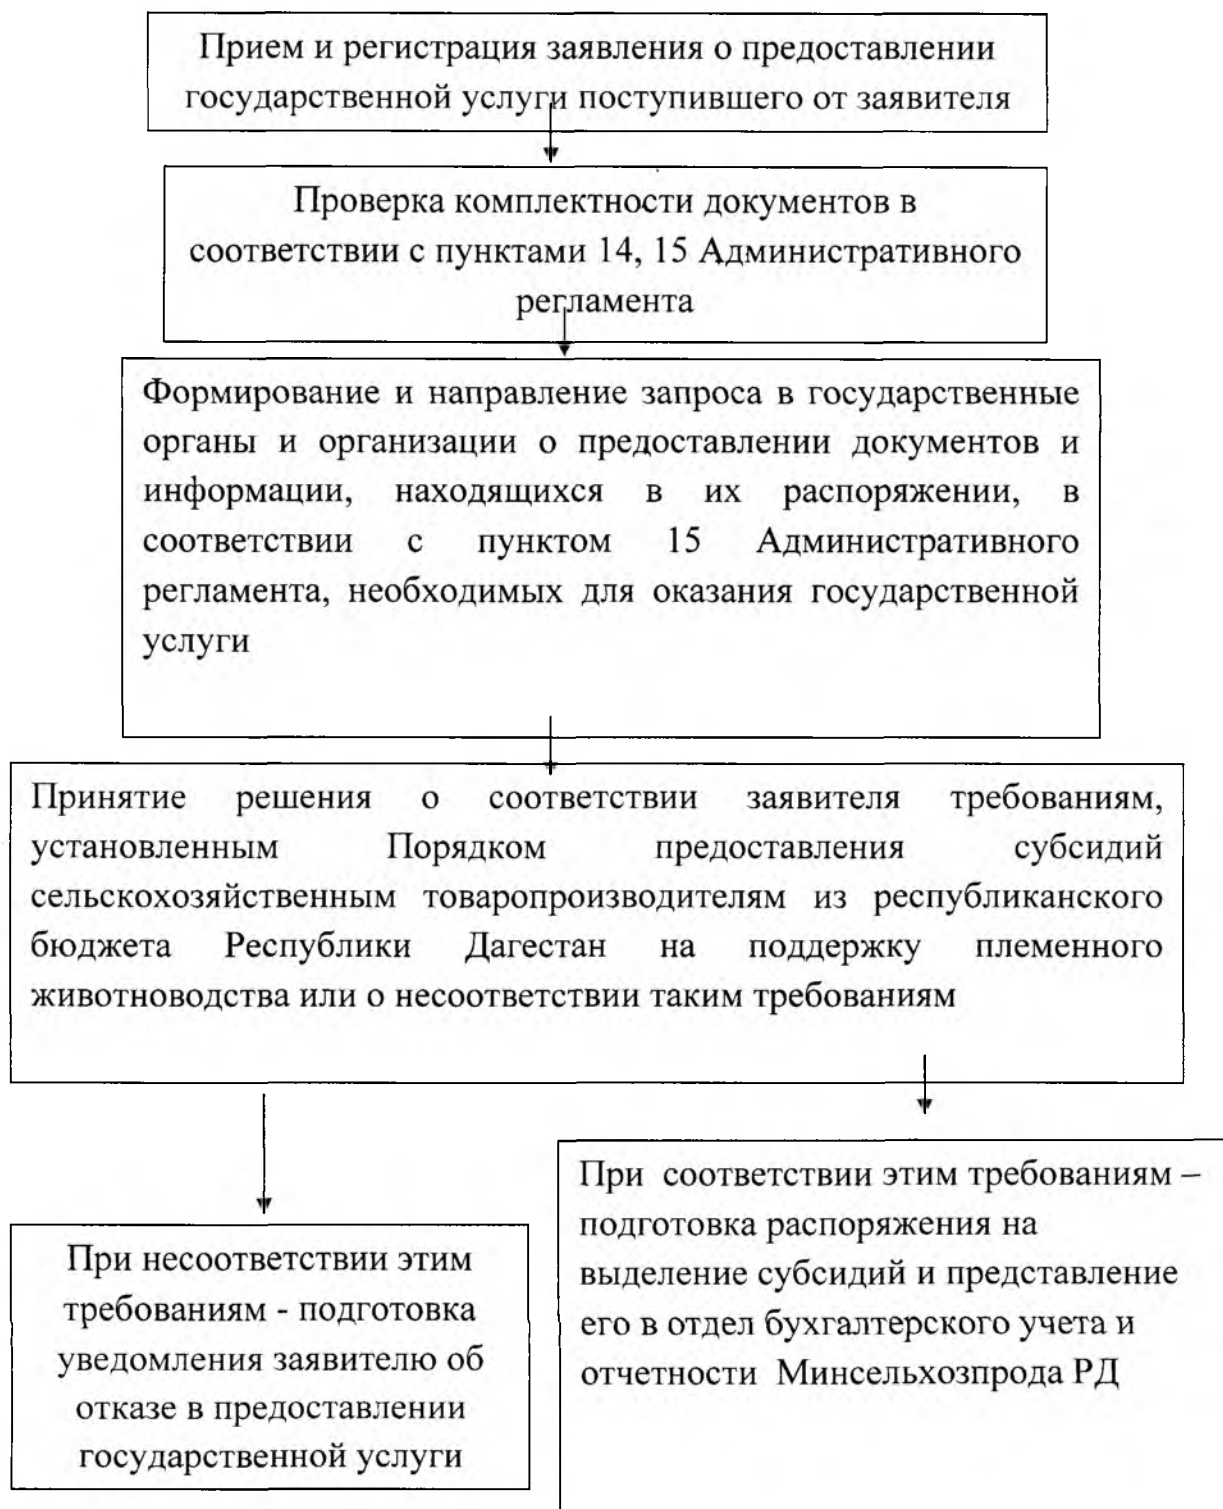 Прием и регистрация заявления о предоставлении
государственной услуги поступившего от заявителя
Проверка комплектности документов в
соответствии с пунктами 14, 15 Административного
регламента
Формирование и направление запроса в государственные
органы и организации о предоставлении документов и
информации, находящихся в их распоряжении, в
соответствии с пунктом 15 Административного
регламента, необходимых для оказания государственной
услуги
Принятие решения о соответствии заявителя требованиям,
установленным Порядком предоставления субсидий
сельскохозяйственным товаропроизводителям из республиканского
бюджета Республики Дагестан на поддержку племенного
животноводства или о несоответствии таким требованиям
При несоответствии этим
требованиям - подготовка
уведомления заявителю об
отказе в предоставлении
государственной услуги
При соответствии этим требованиям –
подготовка распоряжения на
выделение субсидий и представление
его в отдел бухгалтерского учета и
отчетности Минсельхозпрода РД